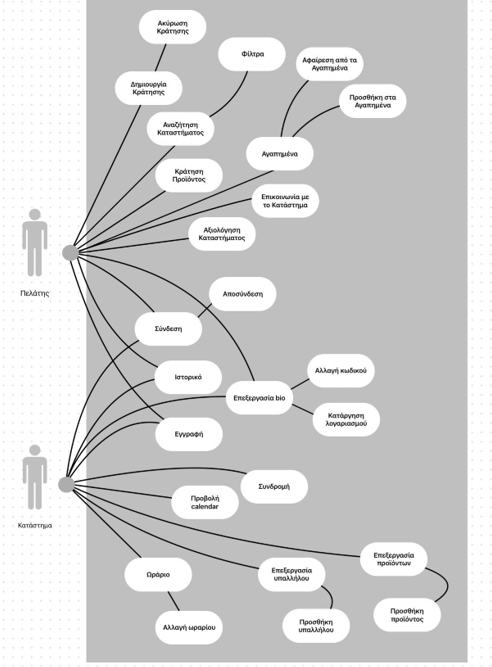 Ακύρωση
Κράτησης
Φίλτρα
Αφαίρεση από τα
Αγαπημένα
Δημιουργία
Κράτησης
Προσθήκη στα
Αγαπημένα
Αναζήτηση
Καταστήματος
Αγαπημένα
Κράτηση
Προϊόντος
Επικοινωνία με
το Κατάστημα
Αξιολόγηση
Καταστήματος
Πελάτης
Αποσύνδεση
Σύνδεση
Ιστορικό
Αλλαγή κωδικού
Επεξεργασία bio
Κατάργηση
λογαριασμού
Εγγραφή
Συνδρομή
Προβολή
calendar
Κατάστημα
Επεξεργασία
προϊόντων
Ωράριο
Επεξεργασία
υπαλλήλου
Προσθήκη
προϊόντος
Αλλαγή ωραρίου
Προσθήκη
υπαλλήλου